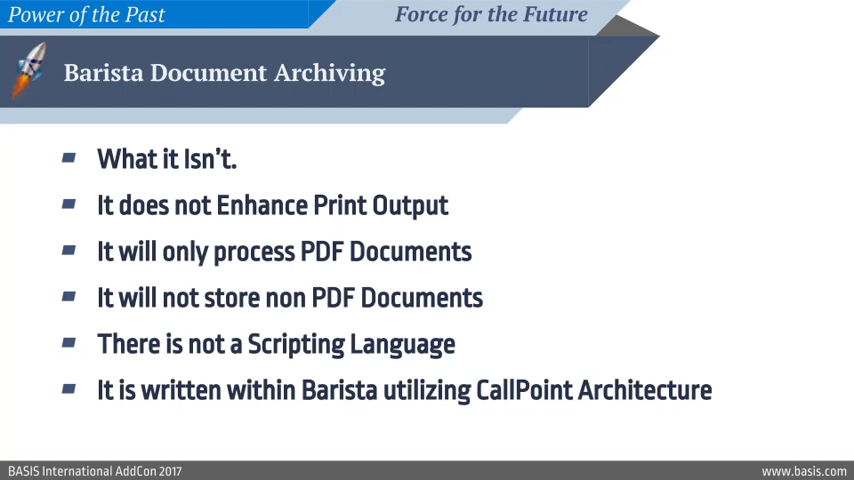 Power of the Past
Force for the Future
Barista Document Archiving
What it Isn't.
It does not Enhance Print Output
It will only process PDF Documents
It will not store non PDF Documents
There is not a Scripting Language
It is written within Barista utilizing CallPoint Architecture
BASIS International AddCon 2017
www.basis.com